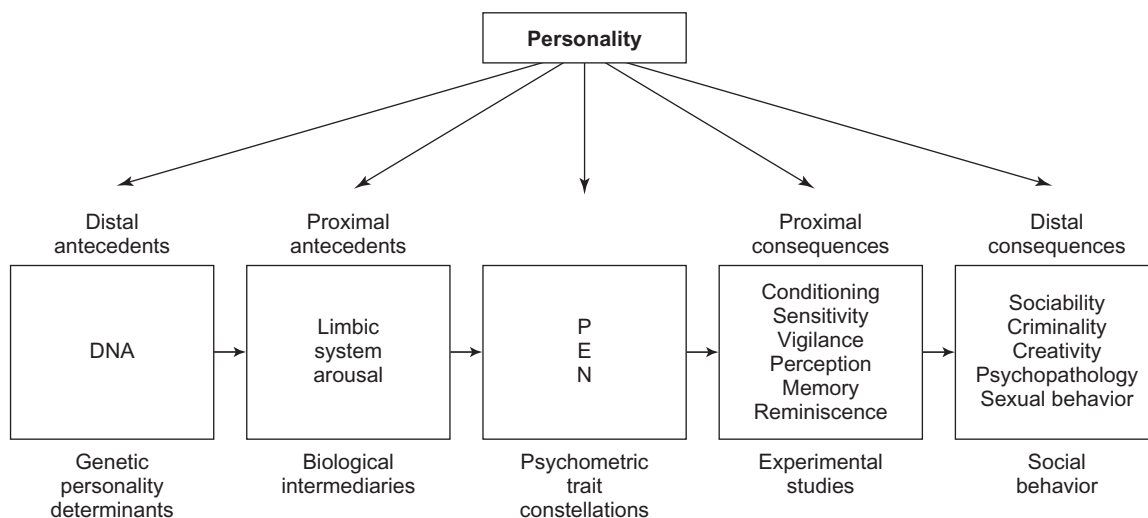 Personality
Distal
antecedents
Proximal
antecedents
Proximal
consequences
Distal
consequences
DNA
Limbic
system
arousal
P
E
N
Conditioning
Sensitivity
Vigilance
Perception
Memory
Reminiscence
Sociability
Criminality
Creativity
Psychopathology
Sexual behavior
Genetic
personality
determinants
Biological
intermediaries
Psychometric
trait
constellations
Experimental
studies
Social
behavior